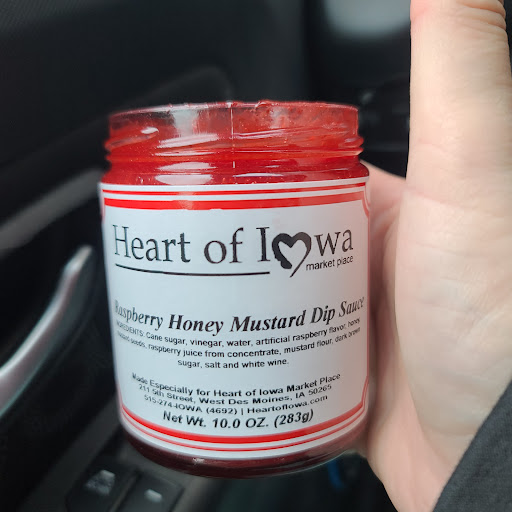 Heart of Iowa
market place
Raspberry Honey Mustard Dip Sauce
INGREDIENTS: Cane sugar, vinegar, water, artificial raspberry flavor, honey
mustard seeds, raspberry juice from concentrate, mustard flour, dark brown
sugar, salt and white wine.
Made Especially for Heart of Iowa Market Place
211 5th Street, West Des Moines, IA 50265
515-274-IOWA (4692) | HeartofIowa.com
Net Wt. 10.0 OZ. (283g)